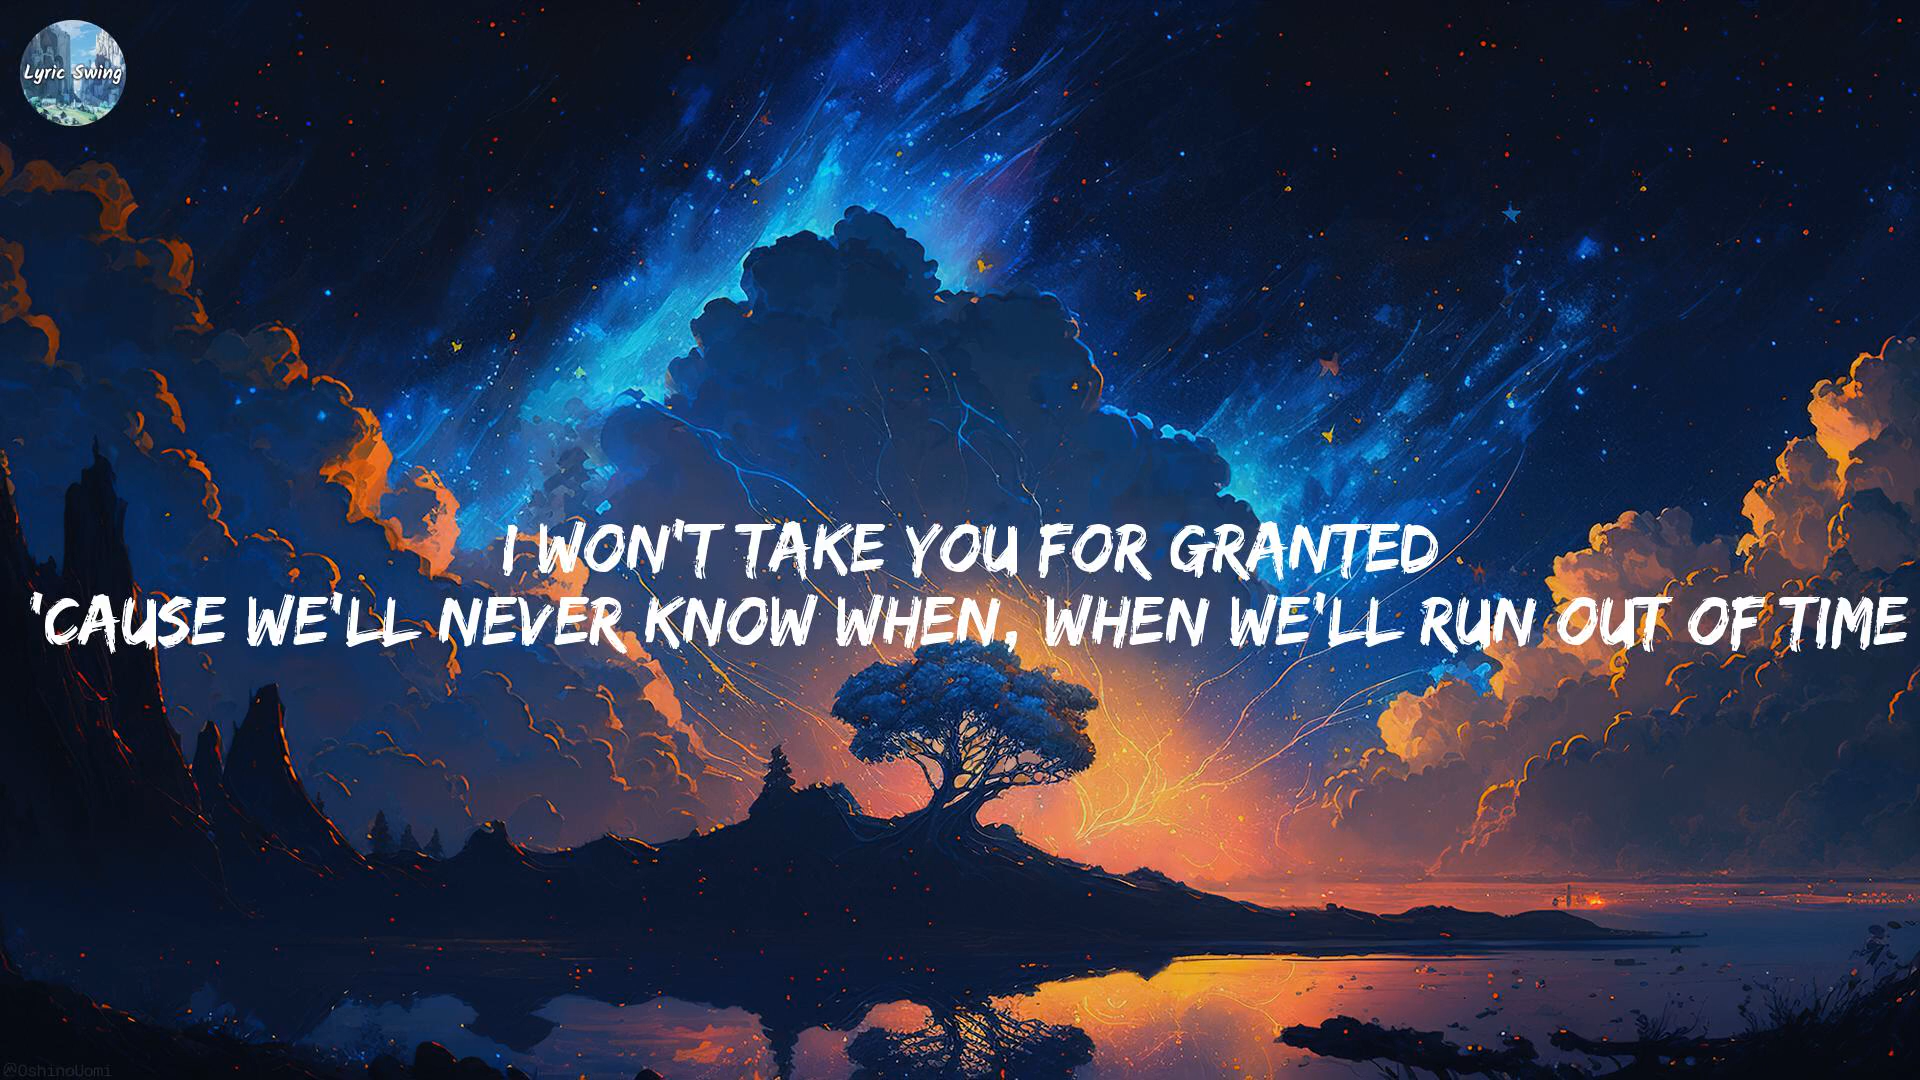 Lyric Swing
I WON'T TAKE YOU FOR GRANTED
'CAUSE WE'LL NEVER KNOW WHEN, WHEN WE'LL RUN OUT OF TIME
@OshinoUomi